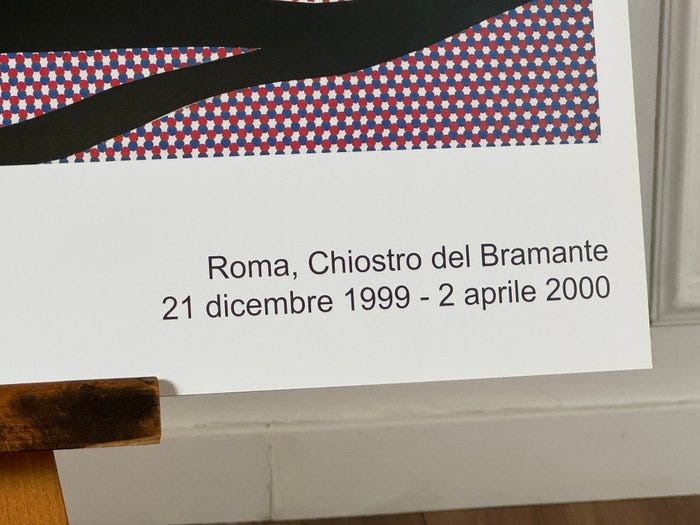 Roma, Chiostro del Bramante
21 dicembre 1999 - 2 aprile 2000